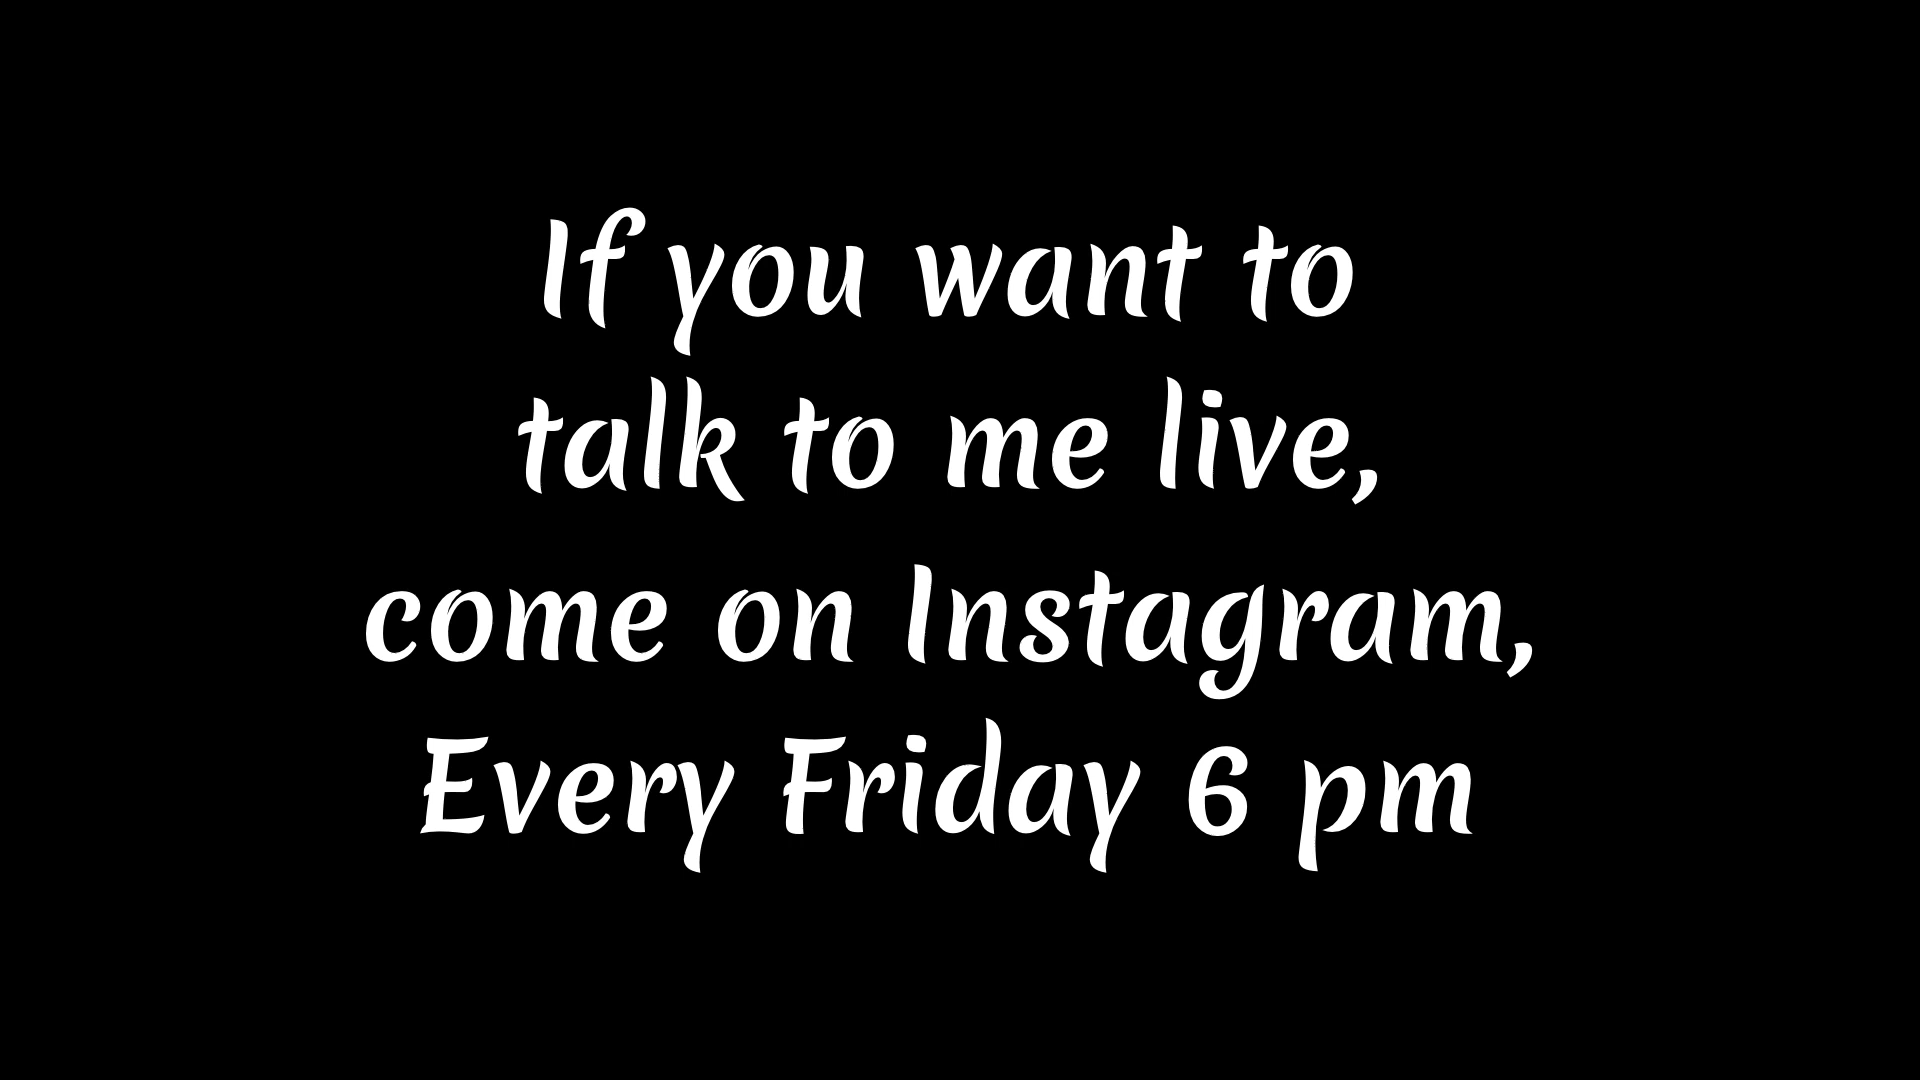 If you want to
talk to me live,
come on Instagram,
Every Friday 6 pm